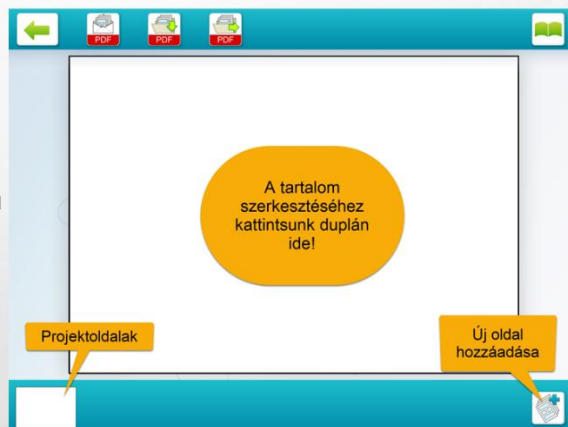 PDF
PDF
PDF
A tartalom
szerkesztéséhez
kattintsunk duplán
ide!
Projektoldalak
Új oldal
hozzáadása